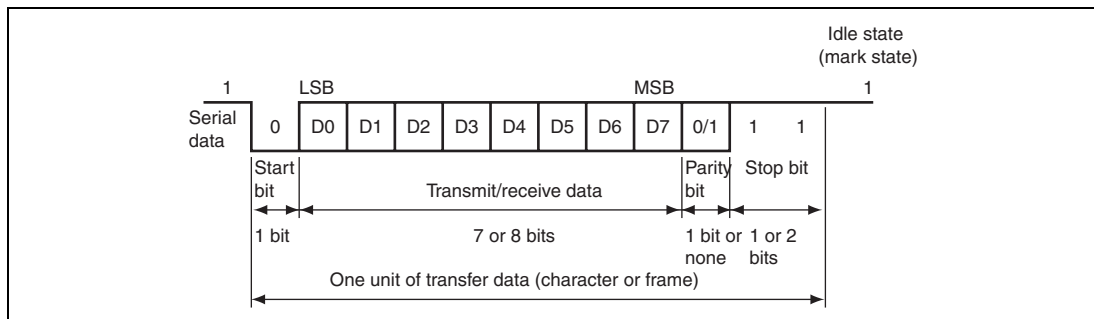 Idle state
(mark state)
1 LSB MSB 1
Serial
data
0 D0 D1 D2 D3 D4 D5 D6 D7 0/1 1 1
Start
bit
Transmit/receive data
Parity
bit
Stop bit
1 bit
7 or 8 bits
1 bit or
none
1 or 2
bits
One unit of transfer data (character or frame)